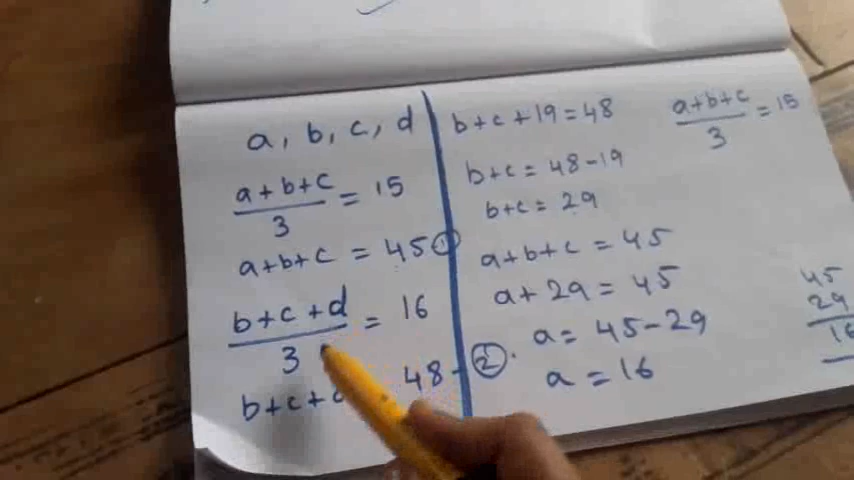 a, b, c, d
a+b+c
3
= 15
a+b+c = 45 ①
b+c+d
3
= 16
b+c+ 48 - ②.
b+c+19=48
b+c= 48-19
b+c= 29
a+b+c = 45
a+29=45
a= 45-29
a=16
a+b+c
3
=15
45
29
16